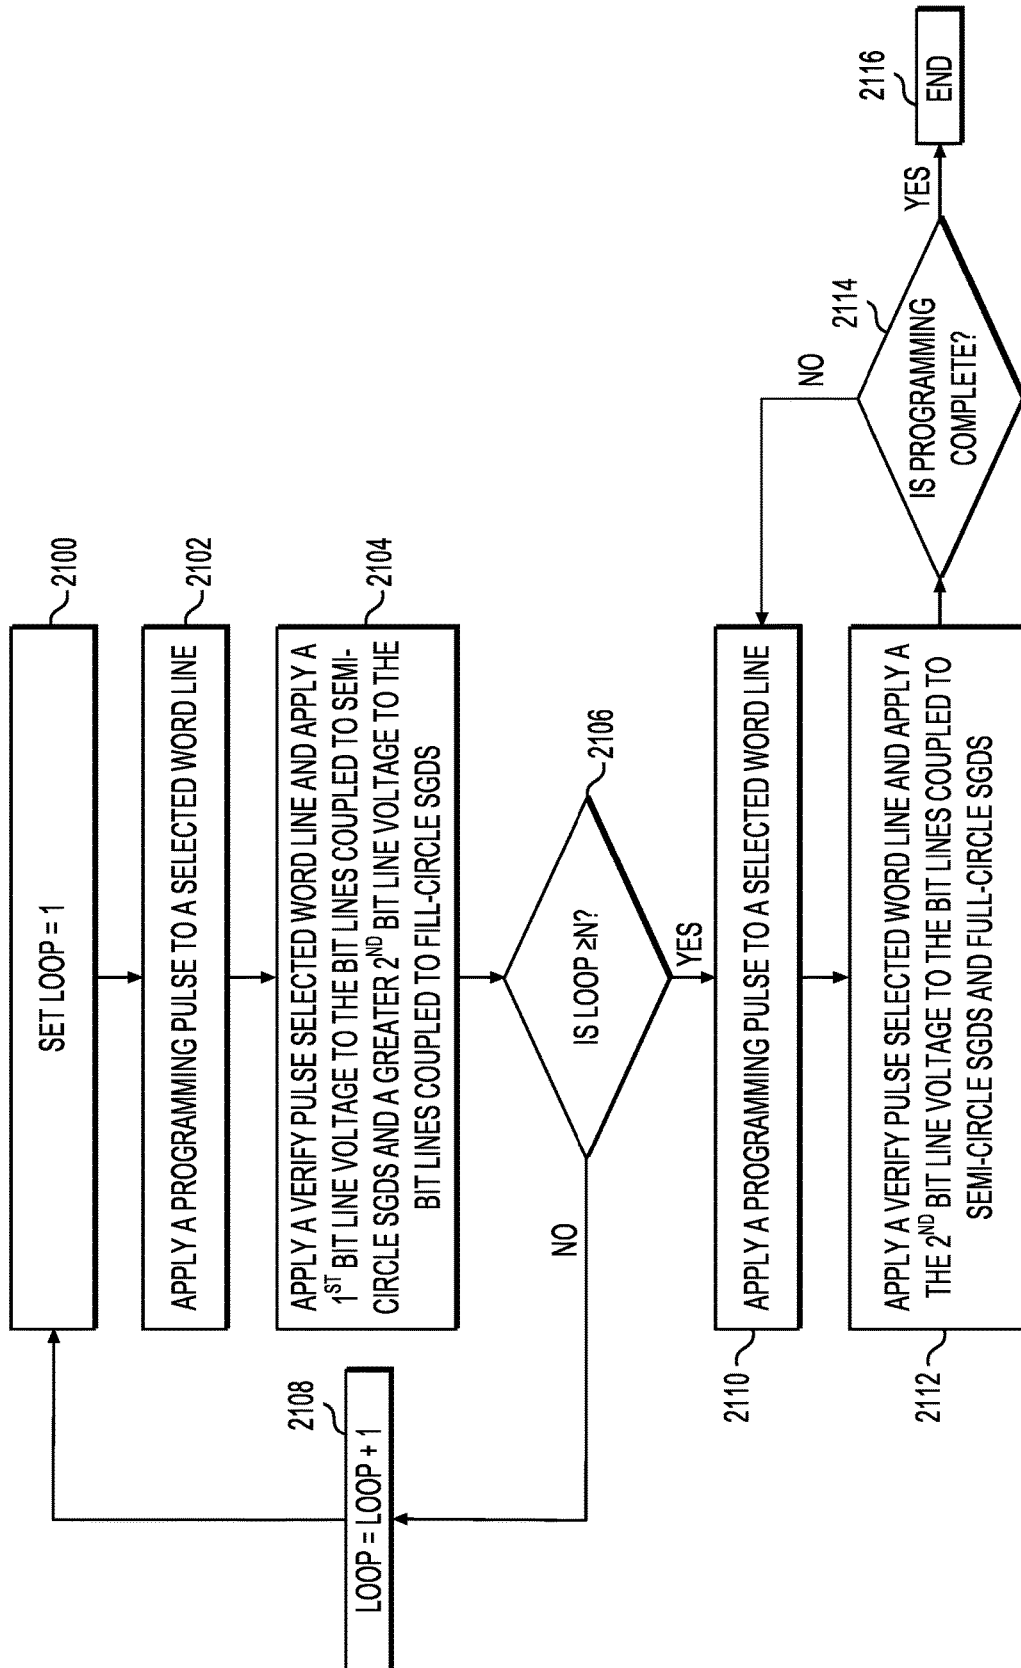 SET LOOP = 1
2100
APPLY A PROGRAMMING PULSE TO A SELECTED WORD LINE
2102
APPLY A VERIFY PULSE SELECTED WORD LINE AND APPLY A
1ST BIT LINE VOLTAGE TO THE BIT LINES COUPLED TO SEMI-
CIRCLE SGDS AND A GREATER 2ND BIT LINE VOLTAGE TO THE
BIT LINES COUPLED TO FILL-CIRCLE SGDS
2104
LOOP = LOOP + 1
2108
IS LOOP ≥N?
2106
NO
YES
APPLY A PROGRAMMING PULSE TO A SELECTED WORD LINE
2110
APPLY A VERIFY PULSE SELECTED WORD LINE AND APPLY A
THE 2ND BIT LINE VOLTAGE TO THE BIT LINES COUPLED TO
SEMI-CIRCLE SGDS AND FULL-CIRCLE SGDS
2112
IS PROGRAMMING
COMPLETE?
2114
NO
YES
END
2116